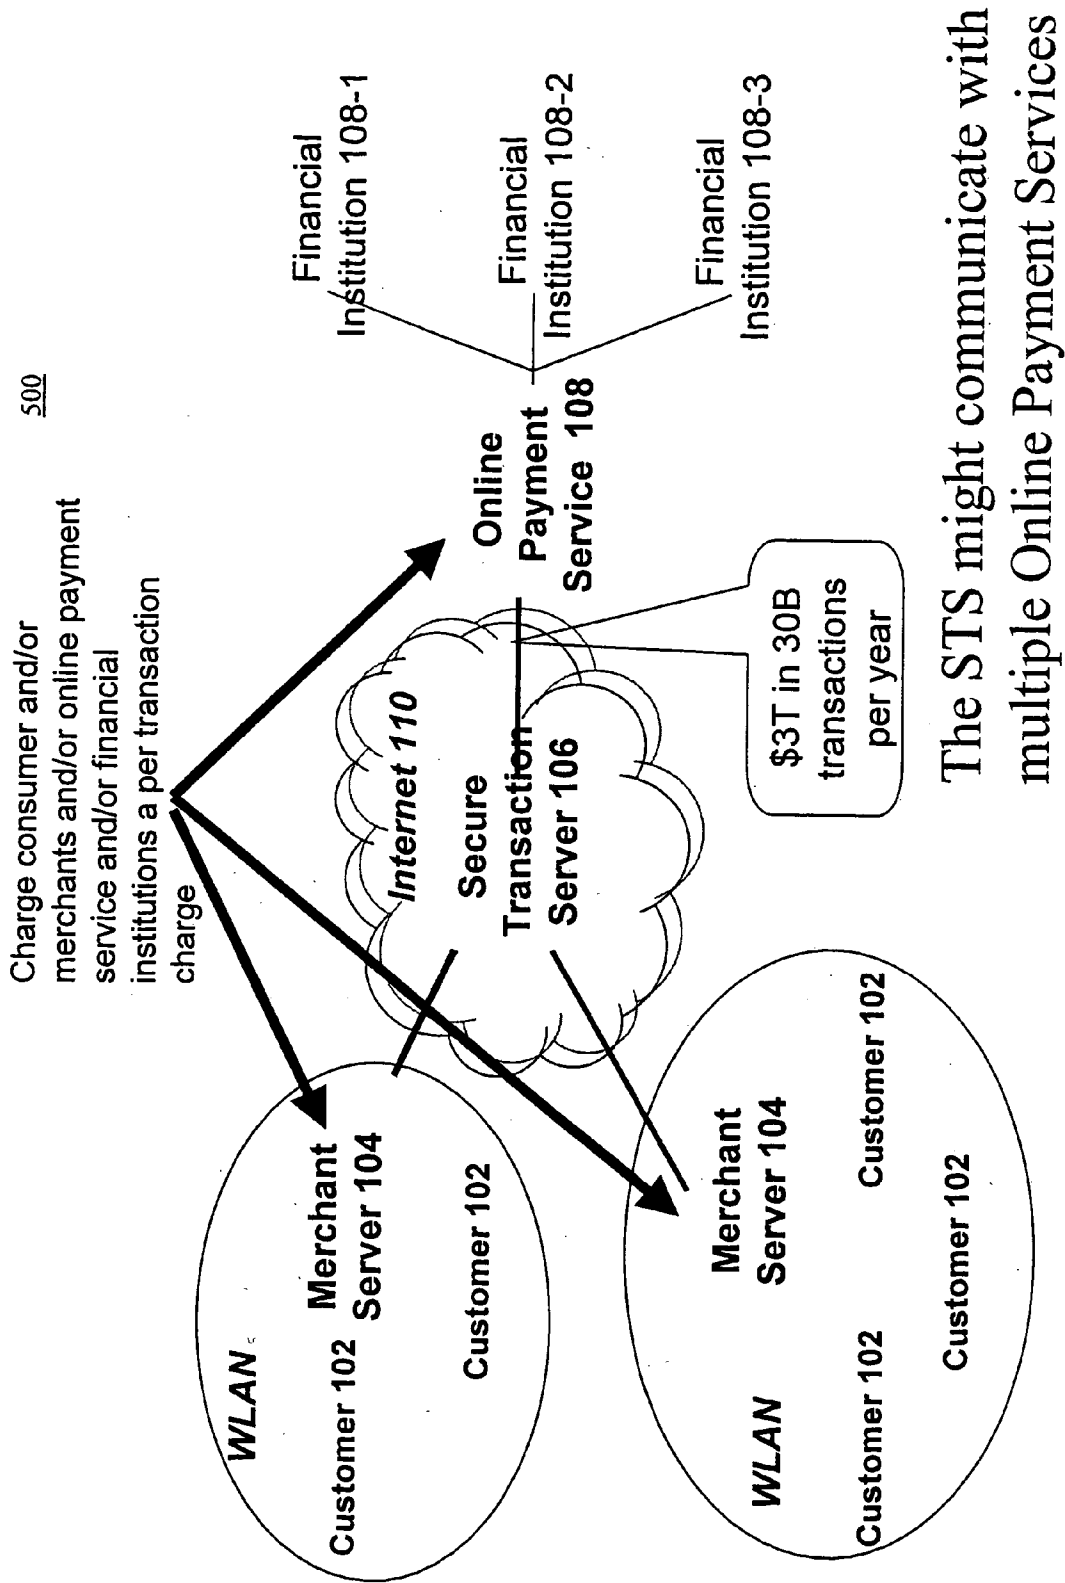 500
Charge consumer and/or
merchants and/or online payment
service and/or financial
institutions a per transaction
charge
WLAN
Customer 102
Merchant
Server 104
Customer 102
Internet 110
Secure
Transaction
Server 106
Online
Payment
Service 108
Financial
Institution 108-1
Financial
Institution 108-2
Financial
Institution 108-3
WLAN
Merchant
Server 104
Customer 102
Customer 102
Customer 102
$3T in 30B
transactions
per year
The STS might communicate with
multiple Online Payment Services